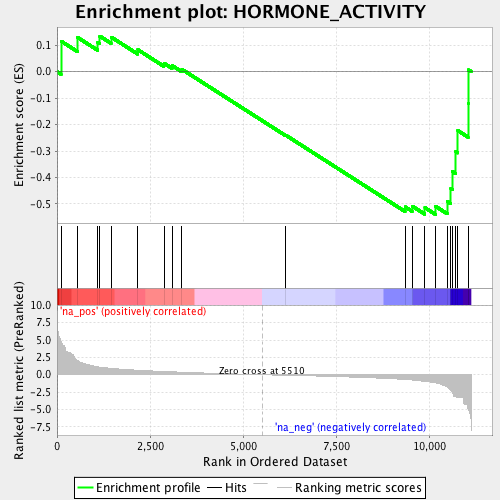 Enrichment plot: HORMONE_ACTIVITY
Enrichment score (ES)
0.1
0.0
-0.1
-0.2
-0.3
-0.4
-0.5
'na_pos' (positively correlated)
Ranked list metric (PreRanked)
10.0
7.5
5.0
2.5
0.0
-2.5
-5.0
-7.5
Zero cross at 5510
'na_neg' (negatively correlated)
0
2,500
5,000
7,500
10,000
Rank in Ordered Dataset
Enrichment profile
Hits
Ranking metric scores